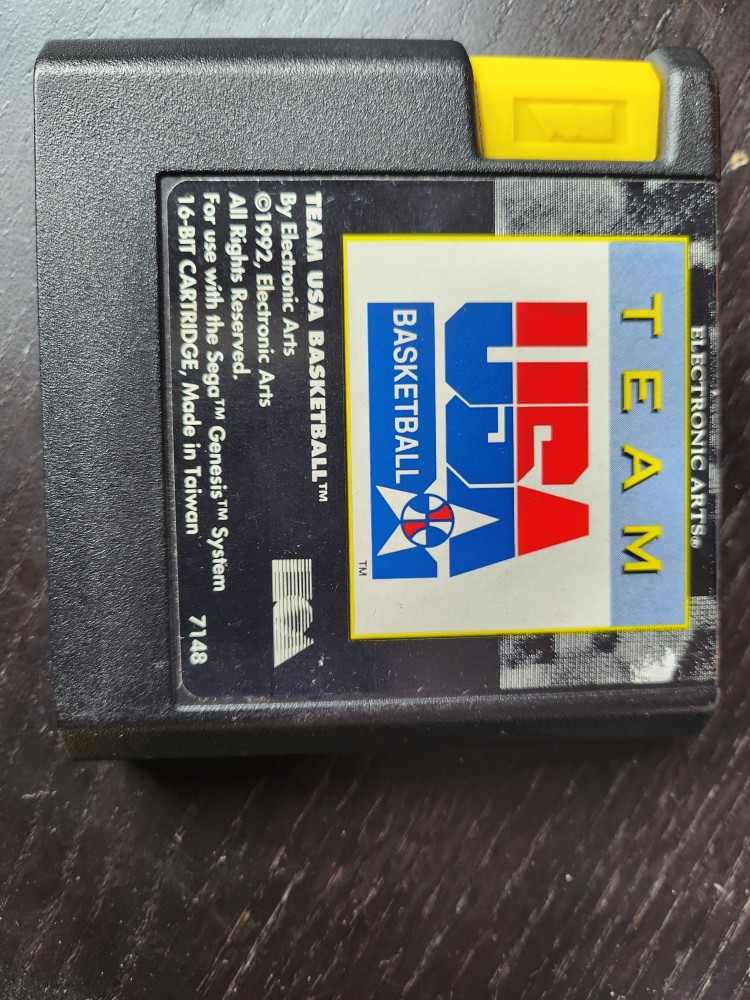 ELECTRONIC ARTS®
TEAM
USA
BASKETBALL
TM
TEAM USA BASKETBALL™
By Electronic Arts
©1992, Electronic Arts
All Rights Reserved.
For use with the Sega™ Genesis™ System
16-BIT CARTRIDGE, Made in Taiwan
7148
EA